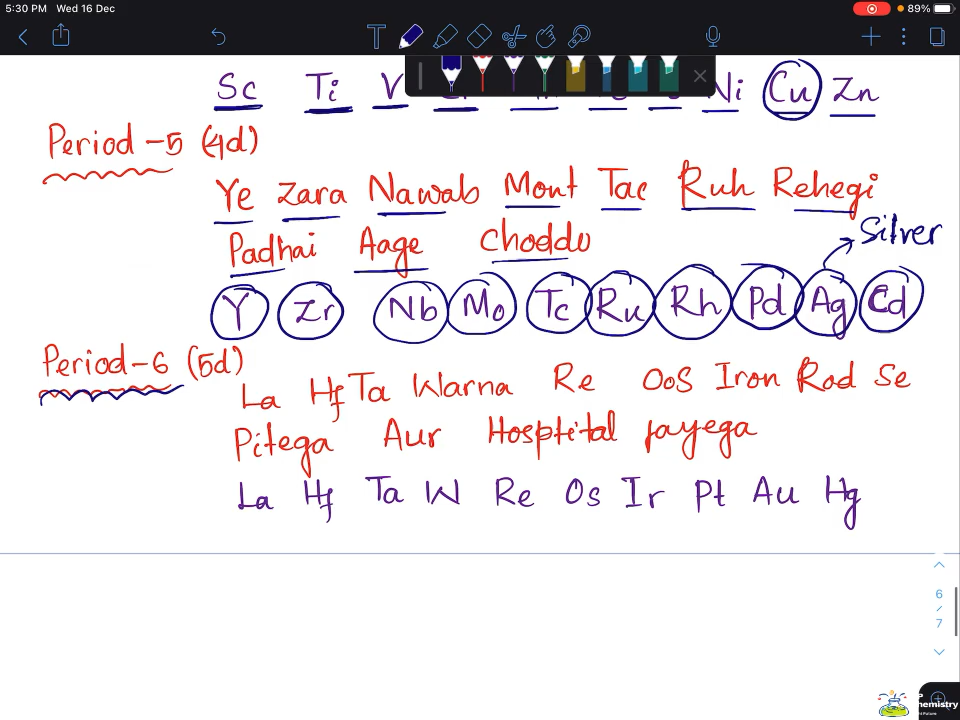 5:30 PM Wed 16 Dec 89%
Sc Ti V Ni Cu Zn
Period-5 (4d)
Ye Zara Nawab Mont Tac Ruh Rehegi
Silver
Padhai Aage Choddo
Y Zr Nb Mo Tc Ru Rh Pd Ag Cd
Period-6 (5d)
La Hf Ta Warna Re OoS Iron Rod Se
Pitega Aur Hosptital jayega
La Hf Ta W Re Os Ir Pt Au Hg
6
/
7